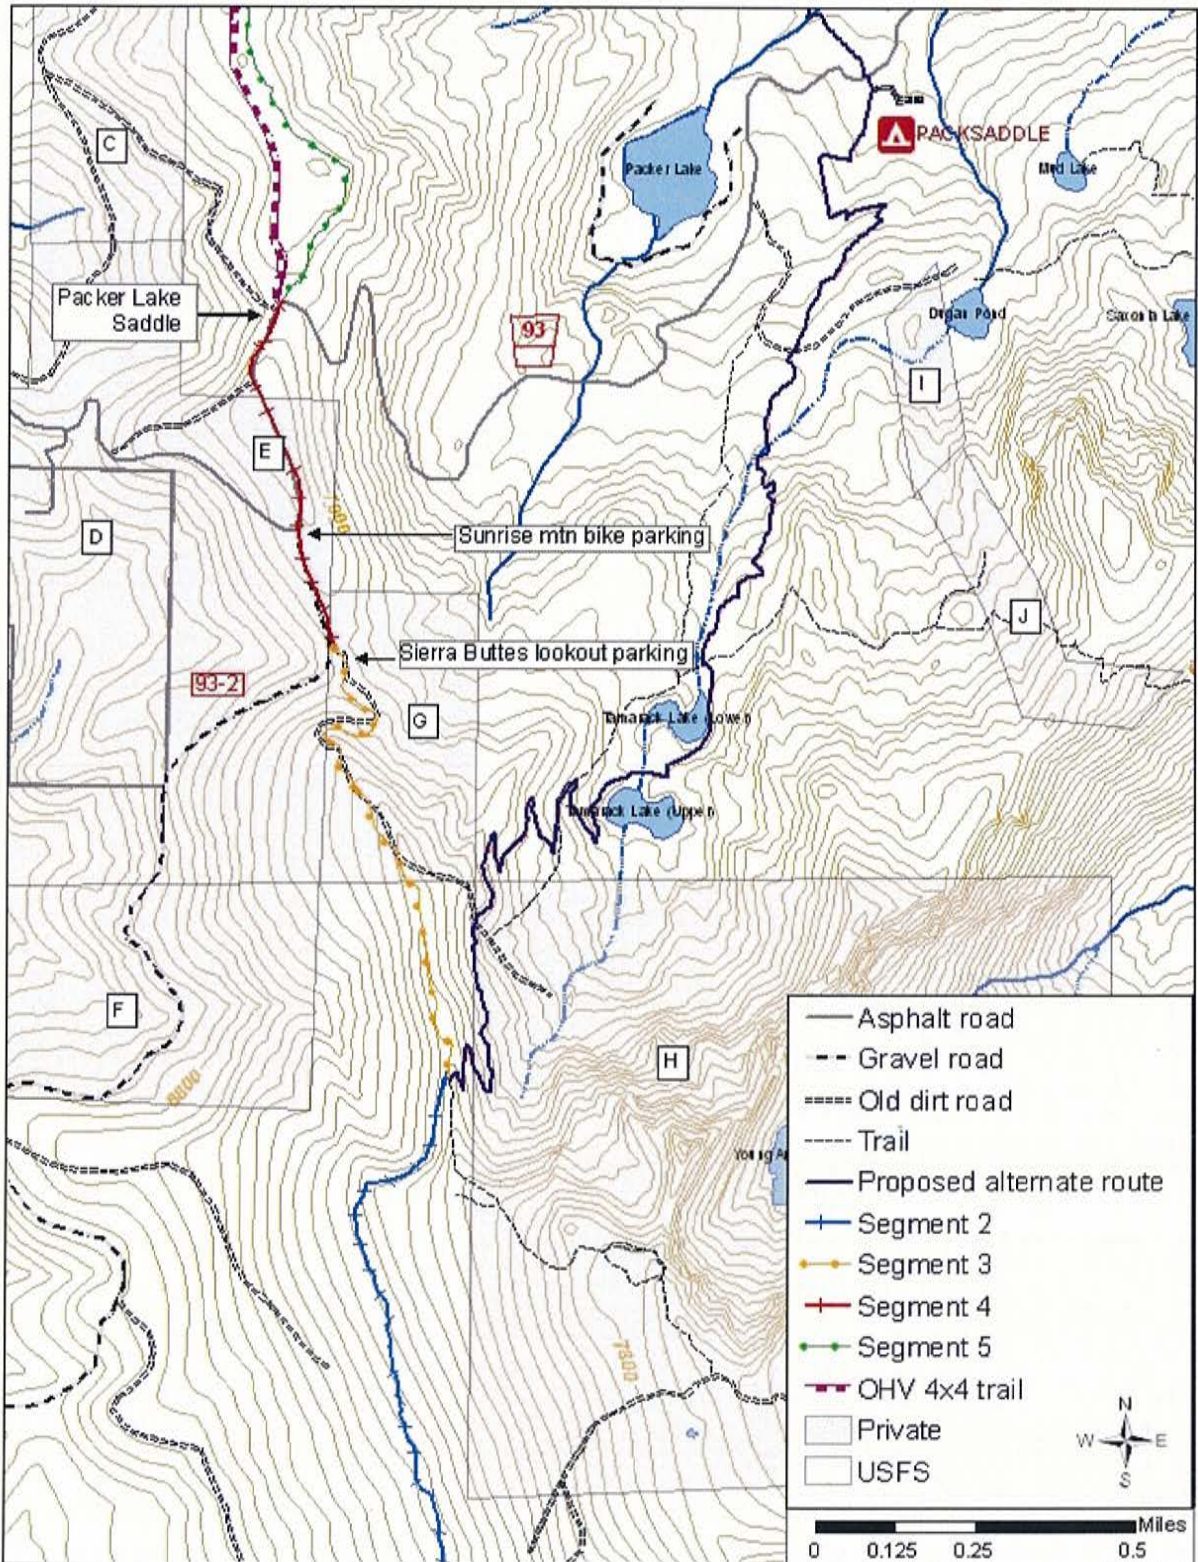 C
PACKSADDLE
Packer Lake
Mud Lake
Packer Lake
Saddle
93
Saxonia Lake
I
E
D
Sunrise mtn bike parking
J
Sierra Buttes lookout parking
93-2
G
Tamarack Lake (Lower)
Tamarack Lake (Upper)
F
H
6800
7800
Asphalt road
Gravel road
Old dirt road
Trail
Proposed alternate route
Segment 2
Segment 3
Segment 4
Segment 5
OHV 4x4 trail
Private
USFS
N
W E
S
Miles
0 0.125 0.25 0.5